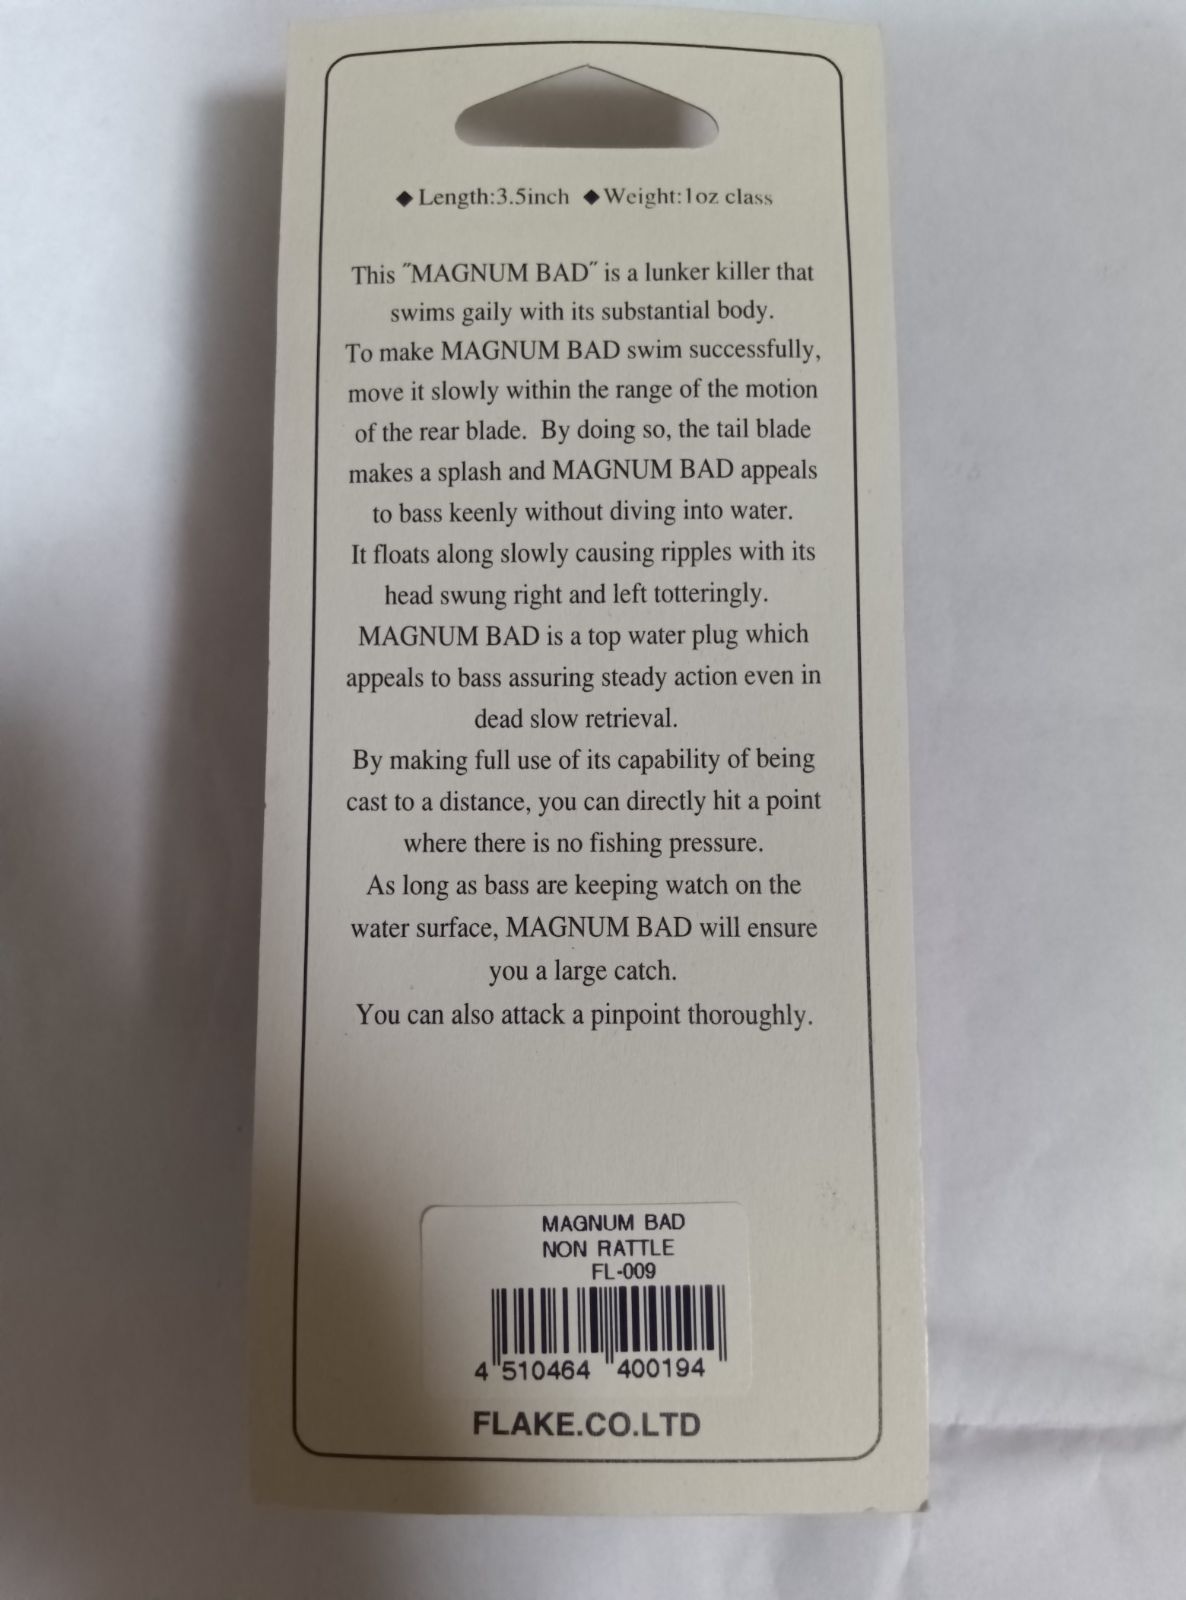 ◆Length:3.5inch ◆Weight:1oz class
This ˝MAGNUM BAD˝ is a lunker killer that
swims gaily with its substantial body.
To make MAGNUM BAD swim successfully,
move it slowly within the range of the motion
of the rear blade. By doing so, the tail blade
makes a splash and MAGNUM BAD appeals
to bass keenly without diving into water.
It floats along slowly causing ripples with its
head swung right and left totteringly.
MAGNUM BAD is a top water plug which
appeals to bass assuring steady action even in
dead slow retrieval.
By making full use of its capability of being
cast to a distance, you can directly hit a point
where there is no fishing pressure.
As long as bass are keeping watch on the
water surface, MAGNUM BAD will ensure
you a large catch.
You can also attack a pinpoint thoroughly.
MAGNUM BAD
NON RATTLE
FL-009
4 510464 400194
FLAKE.CO.LTD